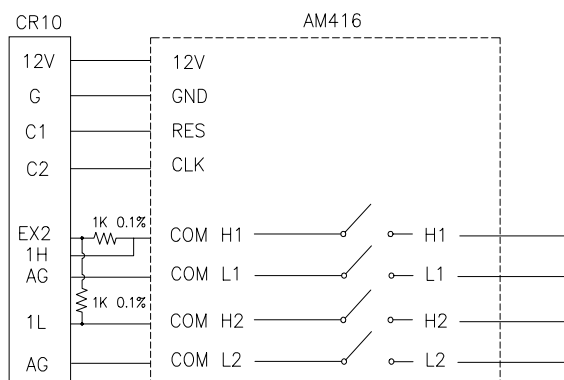 CR10 AM416
12V 12V
G GND
C1 RES
C2 CLK
1K 0.1%
EX2 COM H1 H1
1H
AG COM L1 L1
1K 0.1%
1L COM H2 H2
AG COM L2 L2